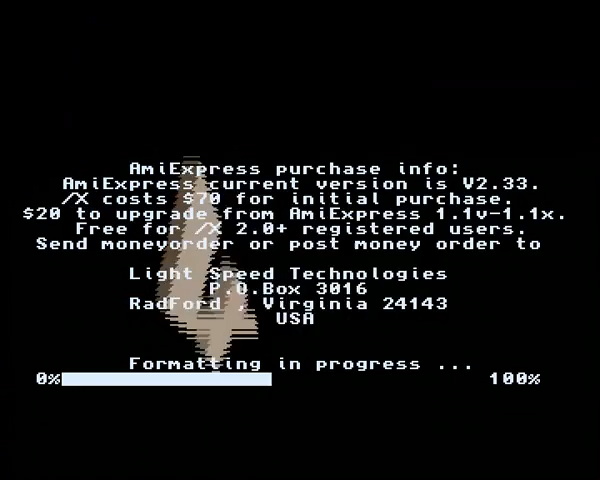 AmiExpress purchase info:
AmiExpress current version is V2.33.
/X costs $70 for initial purchase.
$20 to upgrade from AmiExpress 1.1v-1.1x.
Free for /X 2.0+ registered users.
Send moneyorder or post money order to
Light Speed Technologies
P.O.Box 3016
RadFord , Virginia 24143
USA
Formatting in progress ...
0% 100%